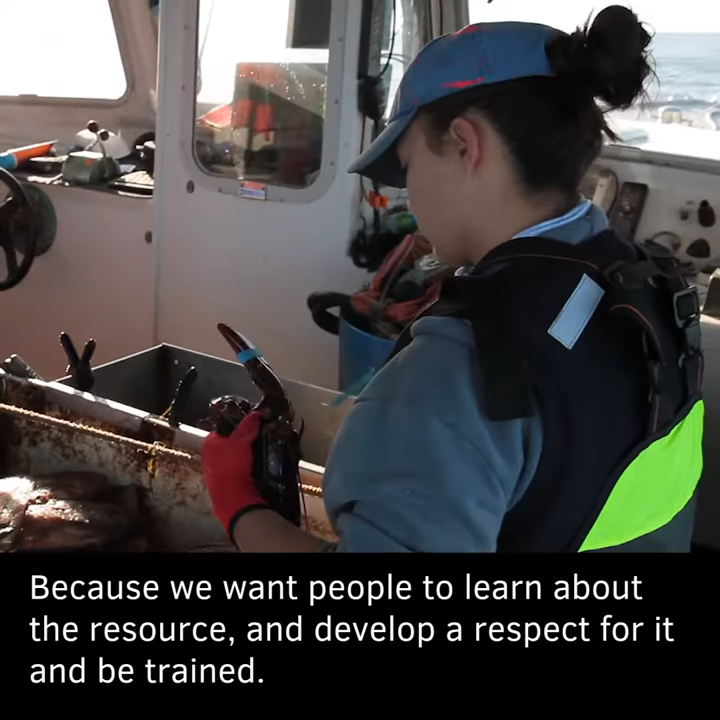 Because we want people to learn about
the resource, and develop a respect for it
and be trained.